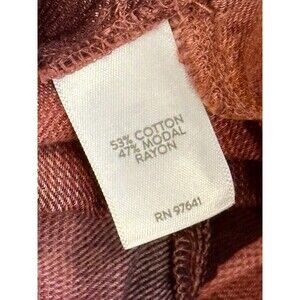 53% COTTON
47% MODAL
RAYON
RN 97641